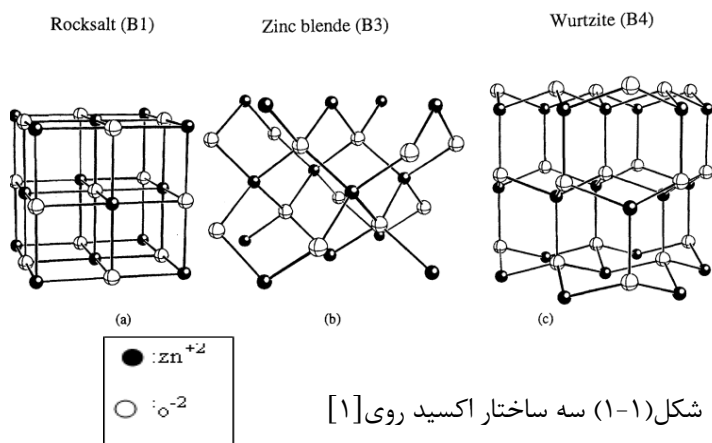 Rocksalt (B1)
Zinc blende (B3)
Wurtzite (B4)
(a)
(b)
(c)
:zn+2
:o-2
شکل(۱-۱) سه ساختار اکسید روی[۱]